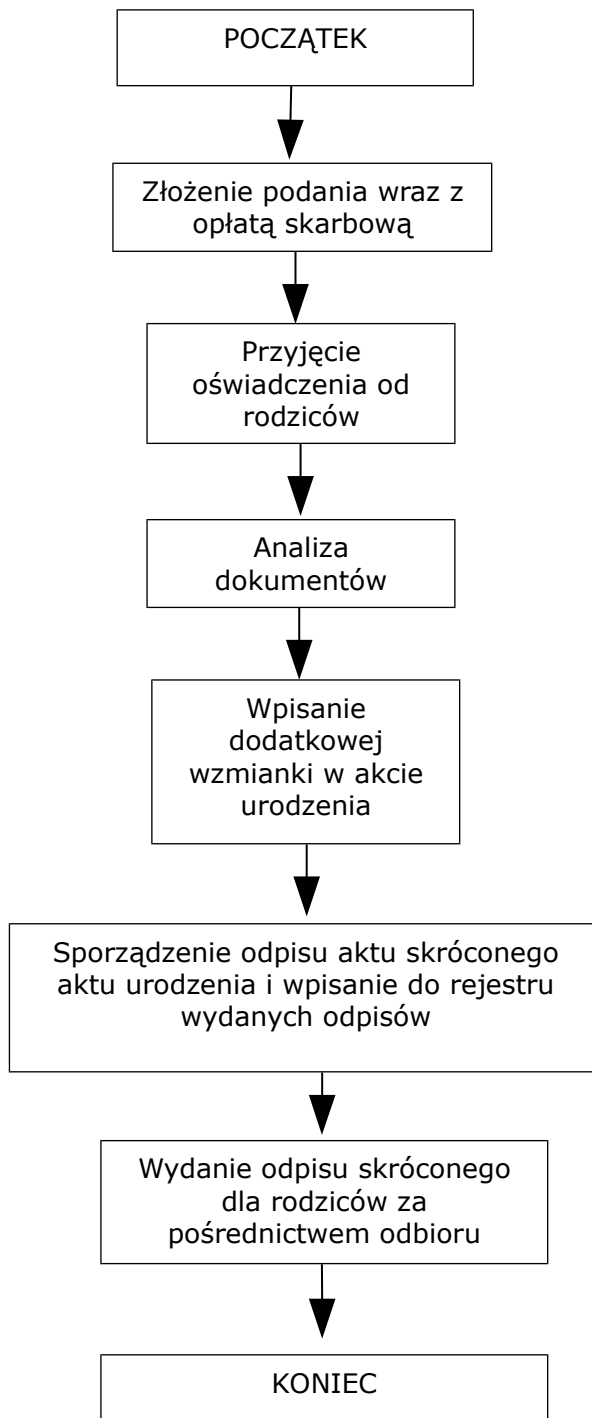 POCZĄTEK
Złożenie podania wraz z
opłatą skarbową
Przyjęcie
oświadczenia od
rodziców
Analiza
dokumentów
Wpisanie
dodatkowej
wzmianki w akcie
urodzenia
Sporządzenie odpisu aktu skróconego
aktu urodzenia i wpisanie do rejestru
wydanych odpisów
Wydanie odpisu skróconego
dla rodziców za
pośrednictwem odbioru
KONIEC